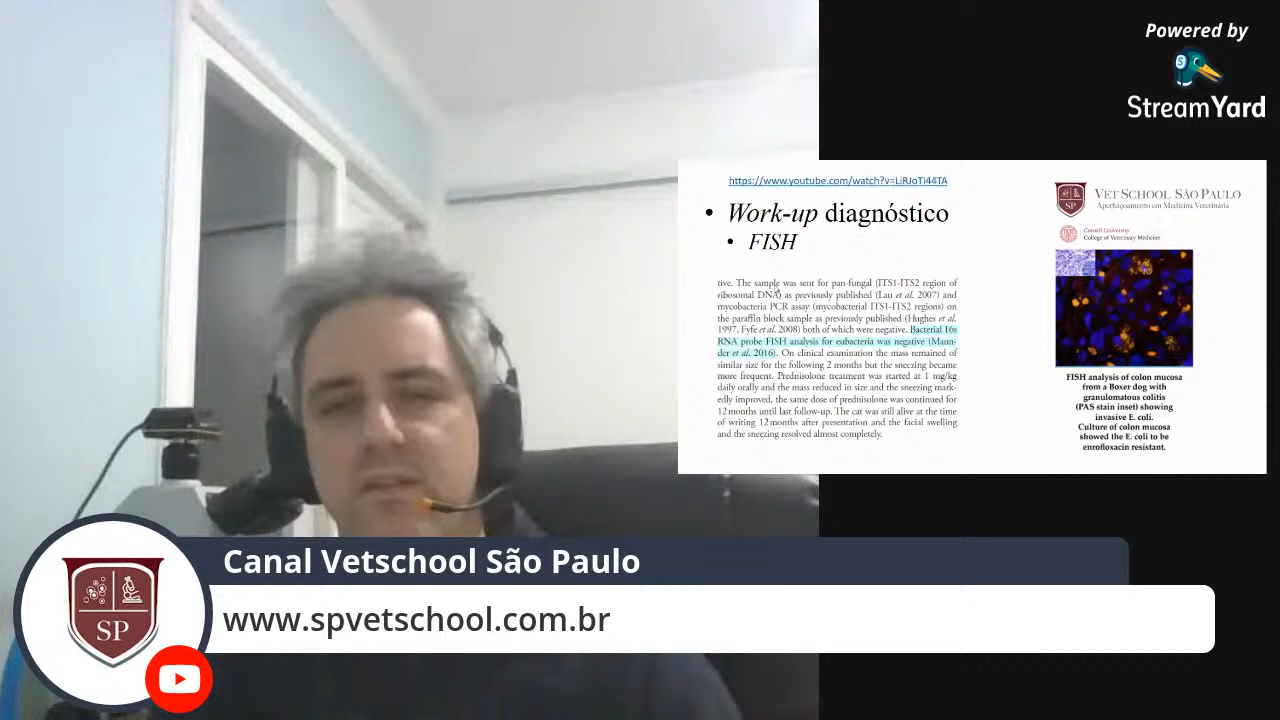 Powered by
StreamYard
https://www.youtube.com/watch?v=LiRJoTi44TA
• Work-up diagnóstico
• FISH
tive. The sample was sent for pan-fungal (ITS1-ITS2 region of
ribosomal DNA) as previously published (Lau et al. 2007) and
mycobacteria PCR assay (mycobacterial ITS1-ITS2 regions) on
the paraffin block sample as previously published (Hughes et al.
1997, Fyfe et al. 2008) both of which were negative. Bacterial 16s
RNA probe FISH analysis for eubacteria was negative (Maun-
der et al. 2016). On clinical examination the mass remained of
similar size for the following 2 months but the sneezing became
more frequent. Prednisolone treatment was started at 1 mg/kg
daily orally and the mass reduced in size and the sneezing mark-
edly improved, the same dose of prednisolone was continued for
12 months until last follow-up. The cat was still alive at the time
of writing 12 months after presentation and the facial swelling
and the sneezing resolved almost completely.
SP
VET SCHOOL SÃO PAULO
Aperfeiçoamento em Medicina Veterinária
Cornell University
College of Veterinary Medicine
FISH analysis of colon mucosa
from a Boxer dog with
granulomatous colitis
(PAS stain inset) showing
invasive E. coli.
Culture of colon mucosa
showed the E. coli to be
enrofloxacin resistant.
Canal Vetschool São Paulo
www.spvetschool.com.br
SP